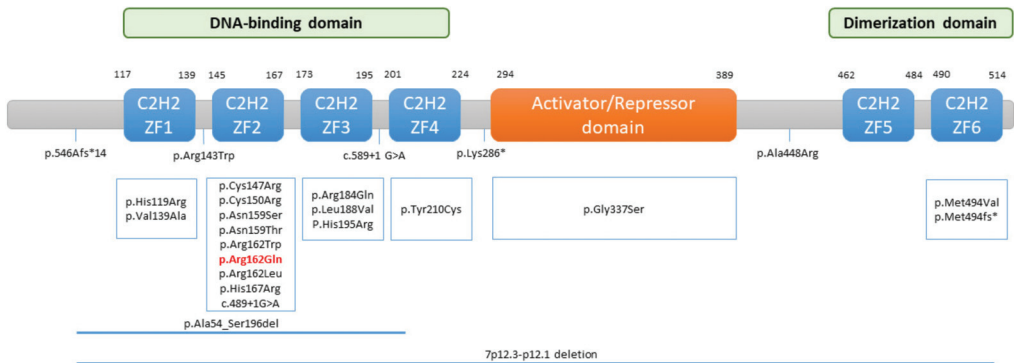 DNA-binding domain
Dimerization domain
117 139 145 167 173 195 201 224 294 389 462 484 490 514
C2H2 ZF1
C2H2 ZF2
C2H2 ZF3
C2H2 ZF4
Activator/Repressor domain
C2H2 ZF5
C2H2 ZF6
p.546Afs*14
p.Arg143Trp
c.589+1 G>A
p.Lys286*
p.Ala448Arg
p.His119Arg
p.Val139Ala
p.Cys147Arg
p.Cys150Arg
p.Asn159Ser
p.Asn159Thr
p.Arg162Trp
p.Arg162Gln
p.Arg162Leu
p.His167Arg
c.489+1G>A
p.Arg184Gln
p.Leu188Val
P.His195Arg
p.Tyr210Cys
p.Gly337Ser
p.Met494Val
p.Met494fs*
p.Ala54_Ser196del
7p12.3-p12.1 deletion